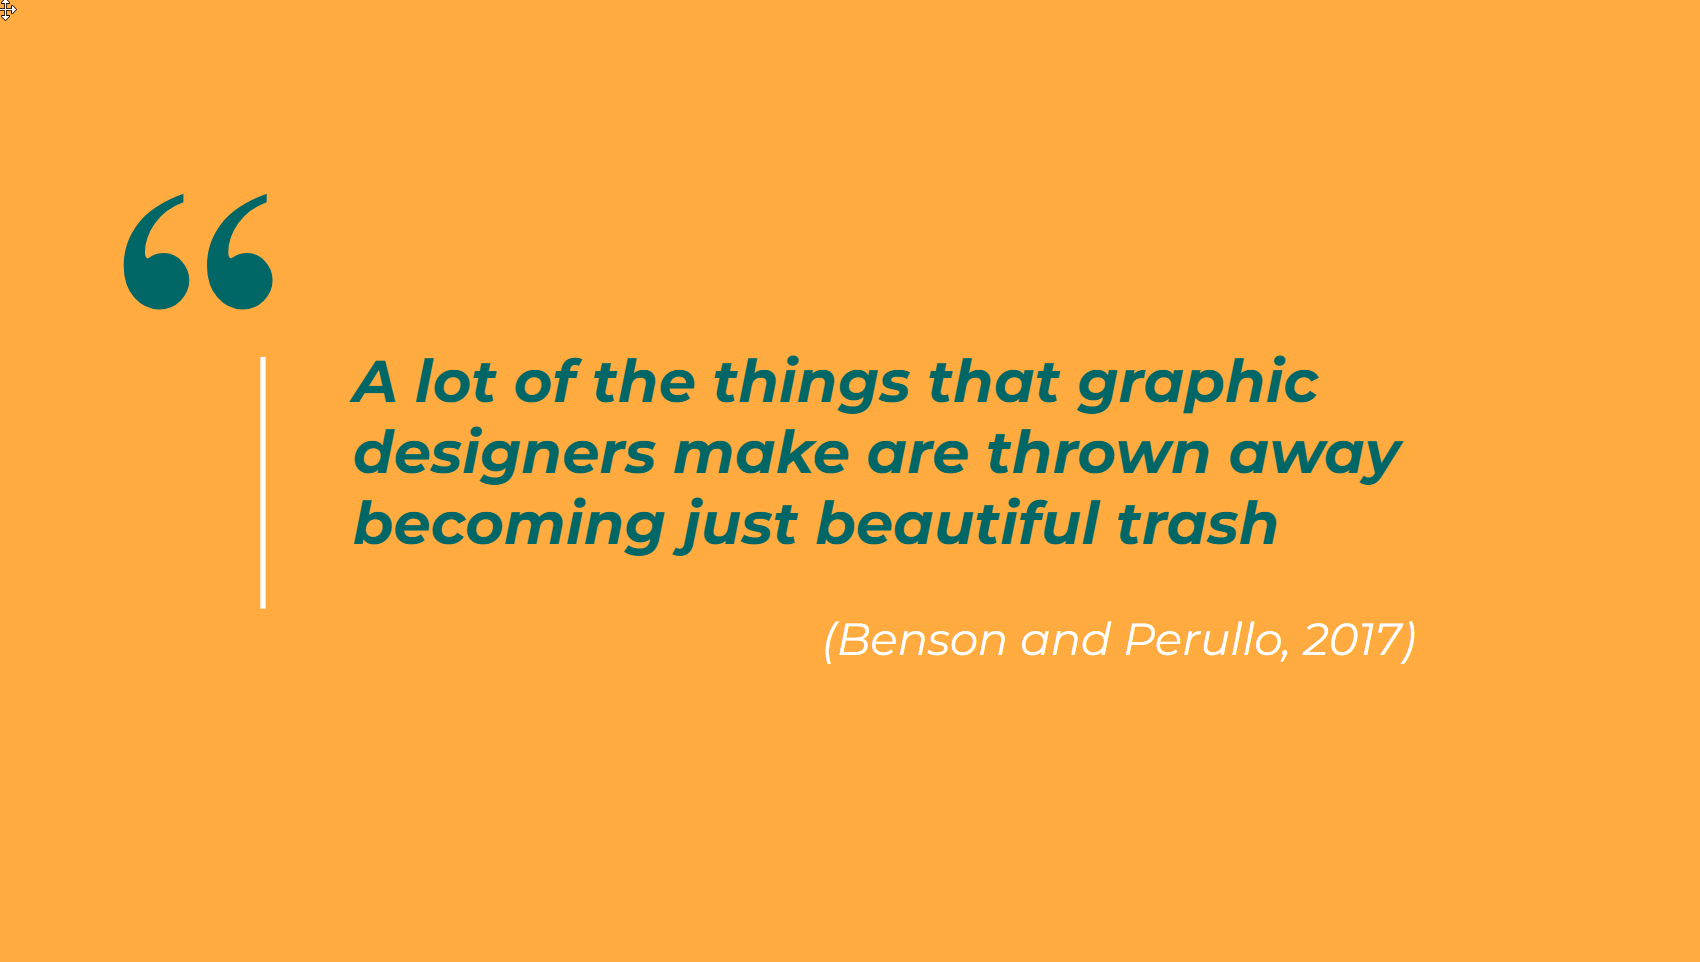 “
A lot of the things that graphic
designers make are thrown away
becoming just beautiful trash
(Benson and Perullo, 2017)